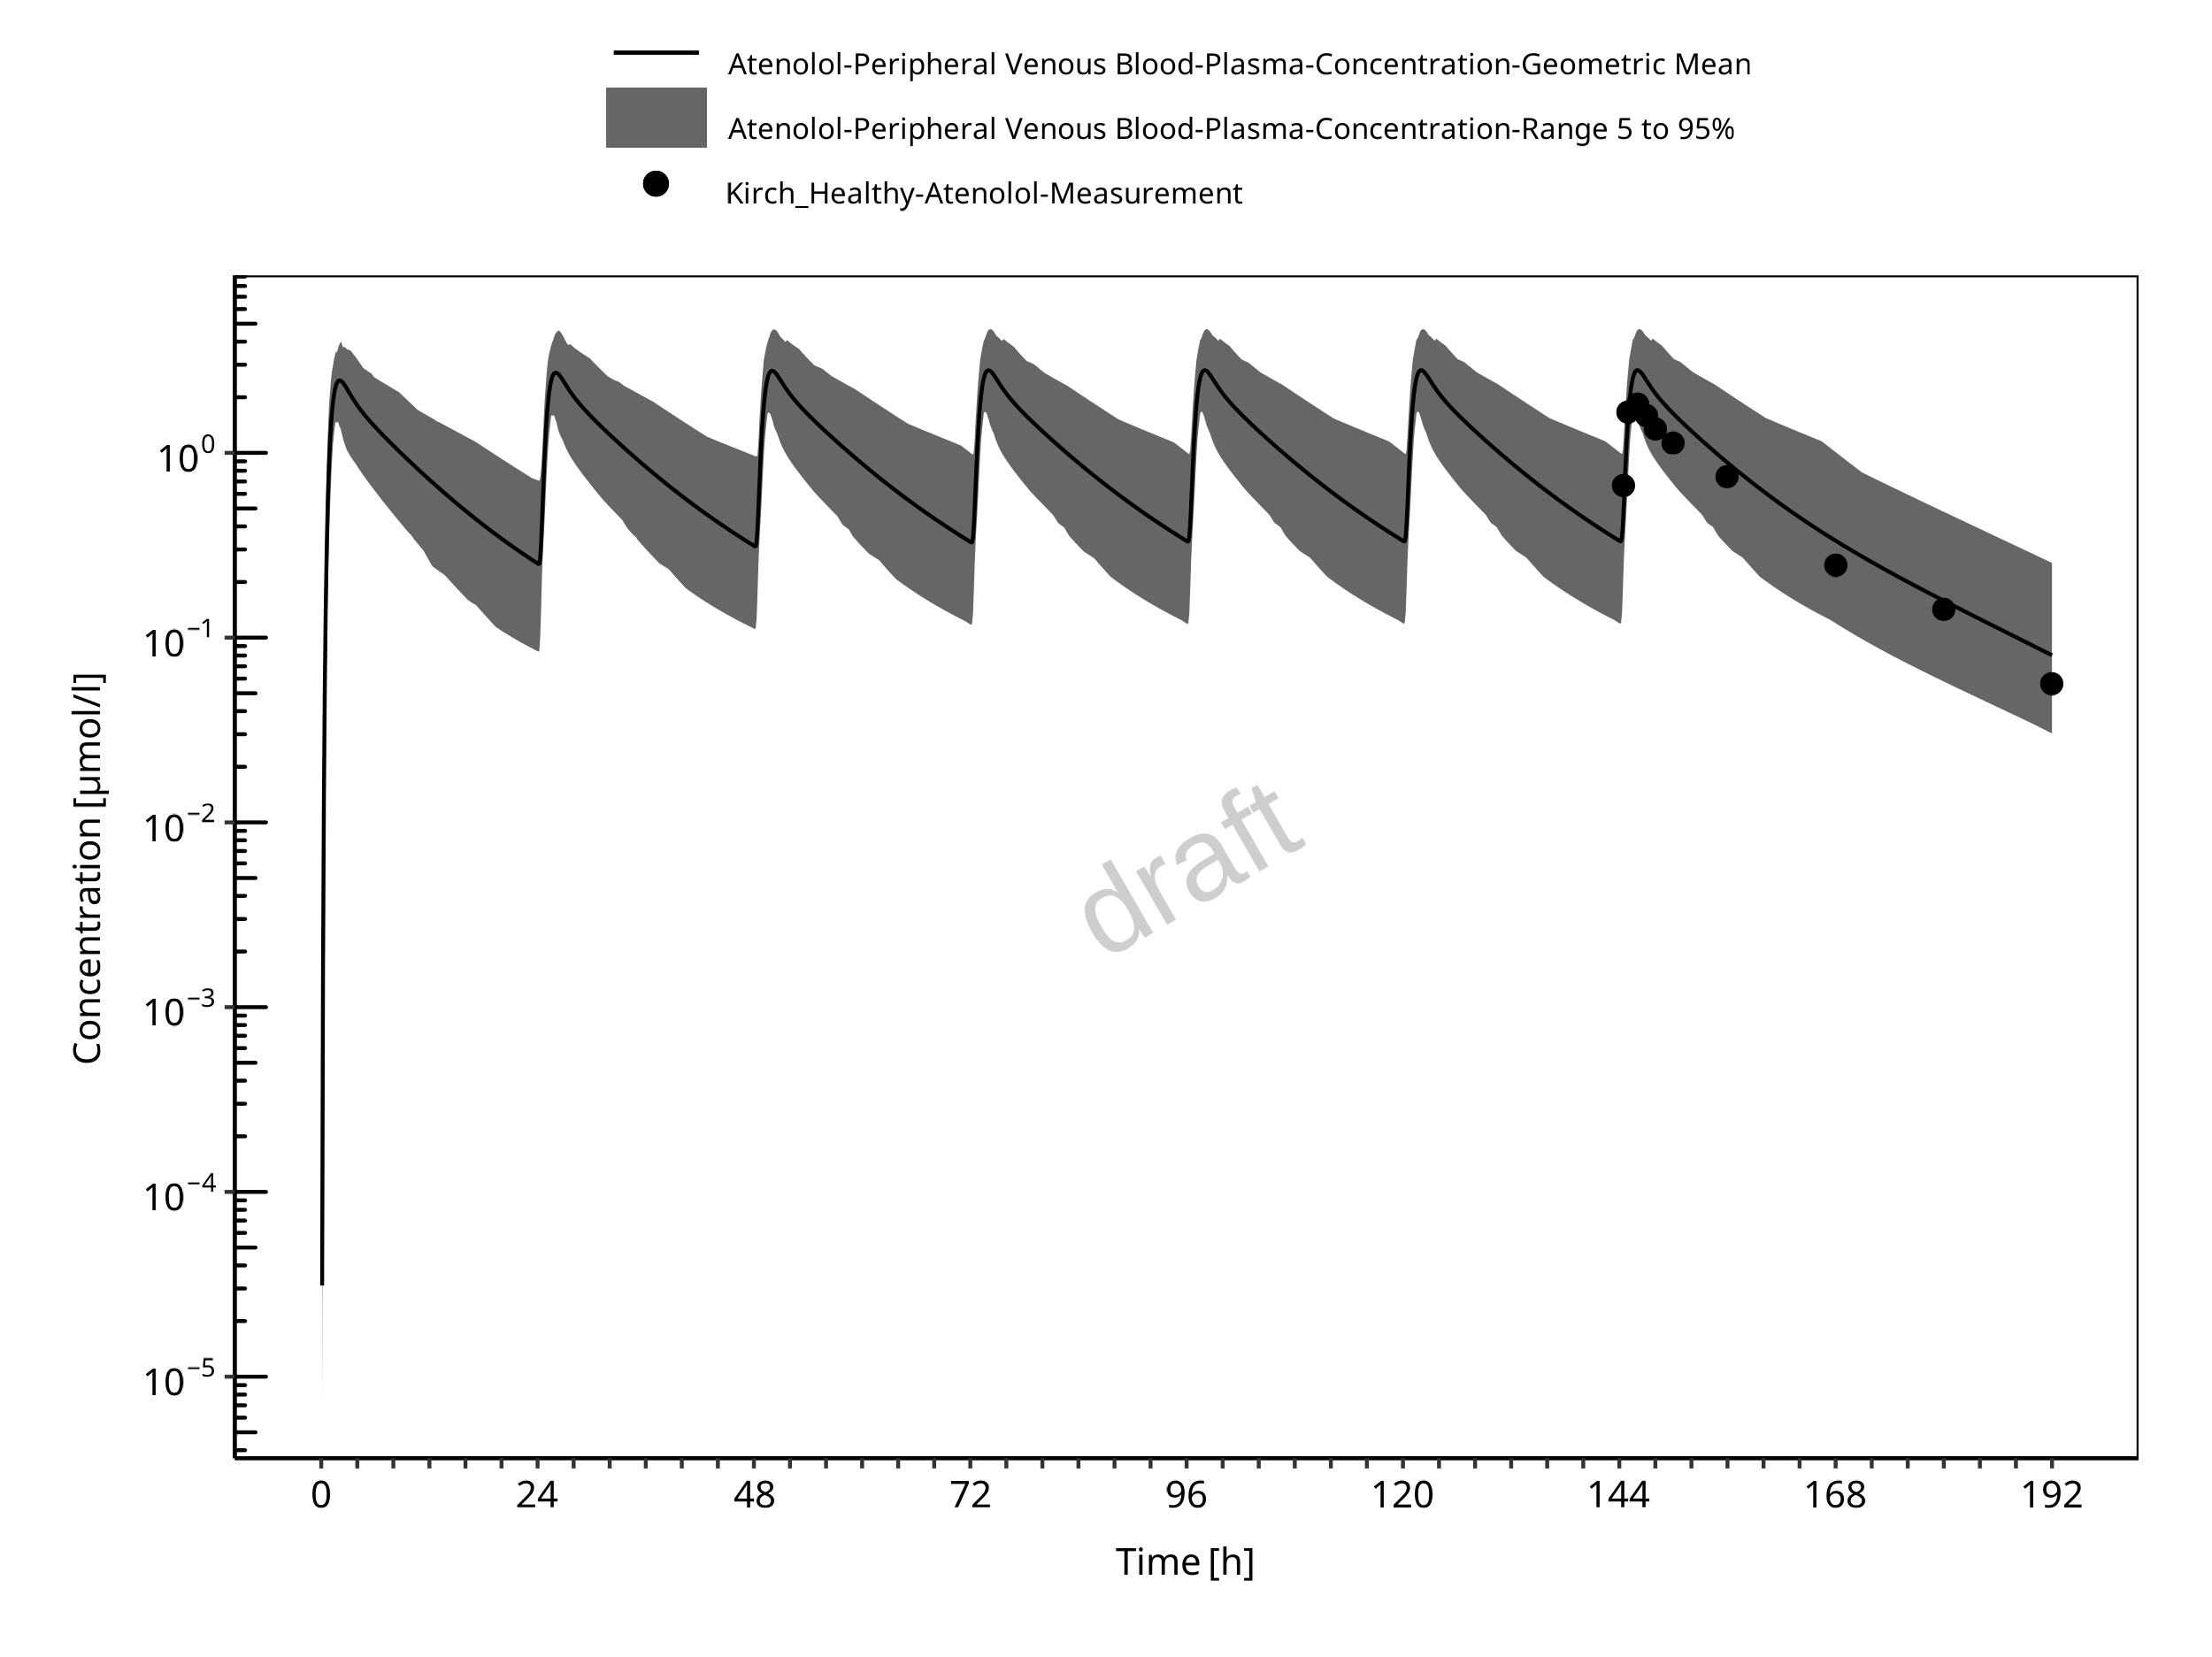 Atenolol-Peripheral Venous Blood-Plasma-Concentration-Geometric Mean
Atenolol-Peripheral Venous Blood-Plasma-Concentration-Range 5 to 95%
Kirch_Healthy-Atenolol-Measurement
Concentration [µmol/l]
10⁰
10⁻¹
10⁻²
10⁻³
10⁻⁴
10⁻⁵
draft
0 24 48 72 96 120 144 168 192
Time [h]